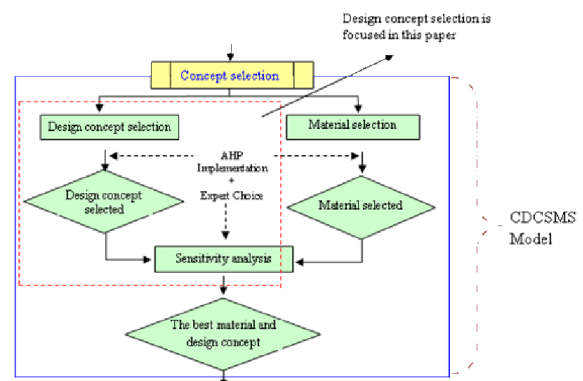 Design concept selection is
focused in this paper
Concept selection
Design concept selection
Material selection
AHP
Implementation
+
Expert Choice
Design concept
selected
Material selected
CDCSMS
Model
Sensitivity analysis
The best material and
design concept